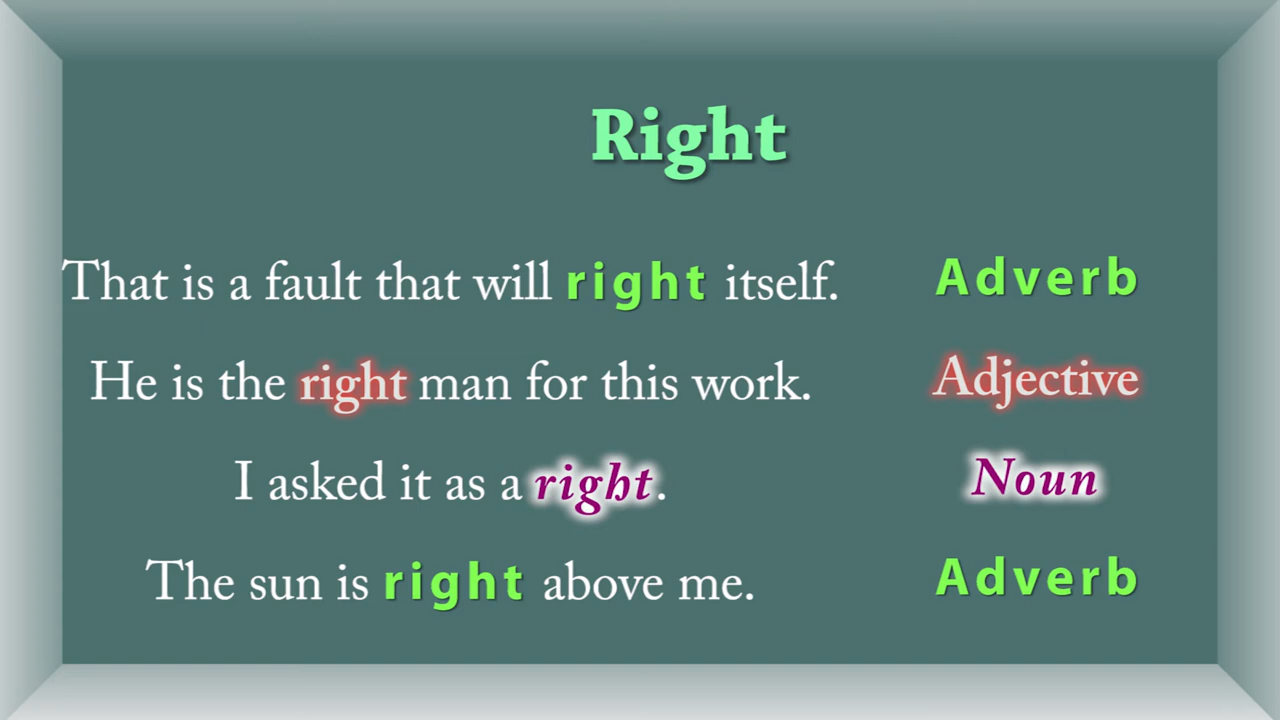 Right
That is a fault that will right itself. Adverb
He is the right man for this work. Adjective
I asked it as a right. Noun
The sun is right above me. Adverb